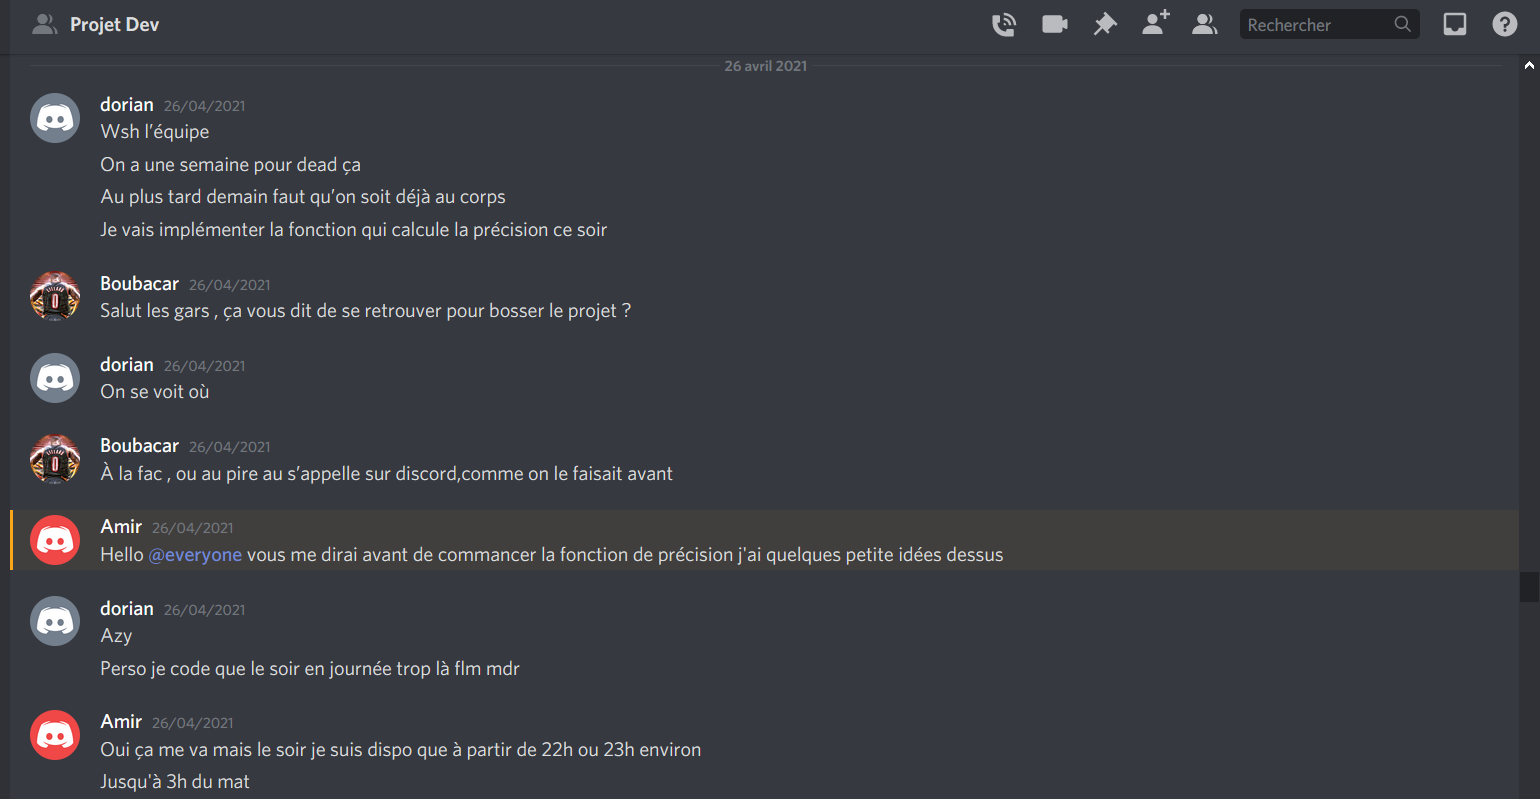 Projet Dev
Rechercher
26 avril 2021
dorian 26/04/2021
Wsh l’équipe
On a une semaine pour dead ça
Au plus tard demain faut qu’on soit déjà au corps
Je vais implémenter la fonction qui calcule la précision ce soir
Boubacar 26/04/2021
Salut les gars , ça vous dit de se retrouver pour bosser le projet ?
dorian 26/04/2021
On se voit où
Boubacar 26/04/2021
À la fac , ou au pire au s’appelle sur discord,comme on le faisait avant
Amir 26/04/2021
Hello @everyone vous me dirai avant de commancer la fonction de précision j'ai quelques petite idées dessus
dorian 26/04/2021
Azy
Perso je code que le soir en journée trop là flm mdr
Amir 26/04/2021
Oui ça me va mais le soir je suis dispo que à partir de 22h ou 23h environ
Jusqu'à 3h du mat